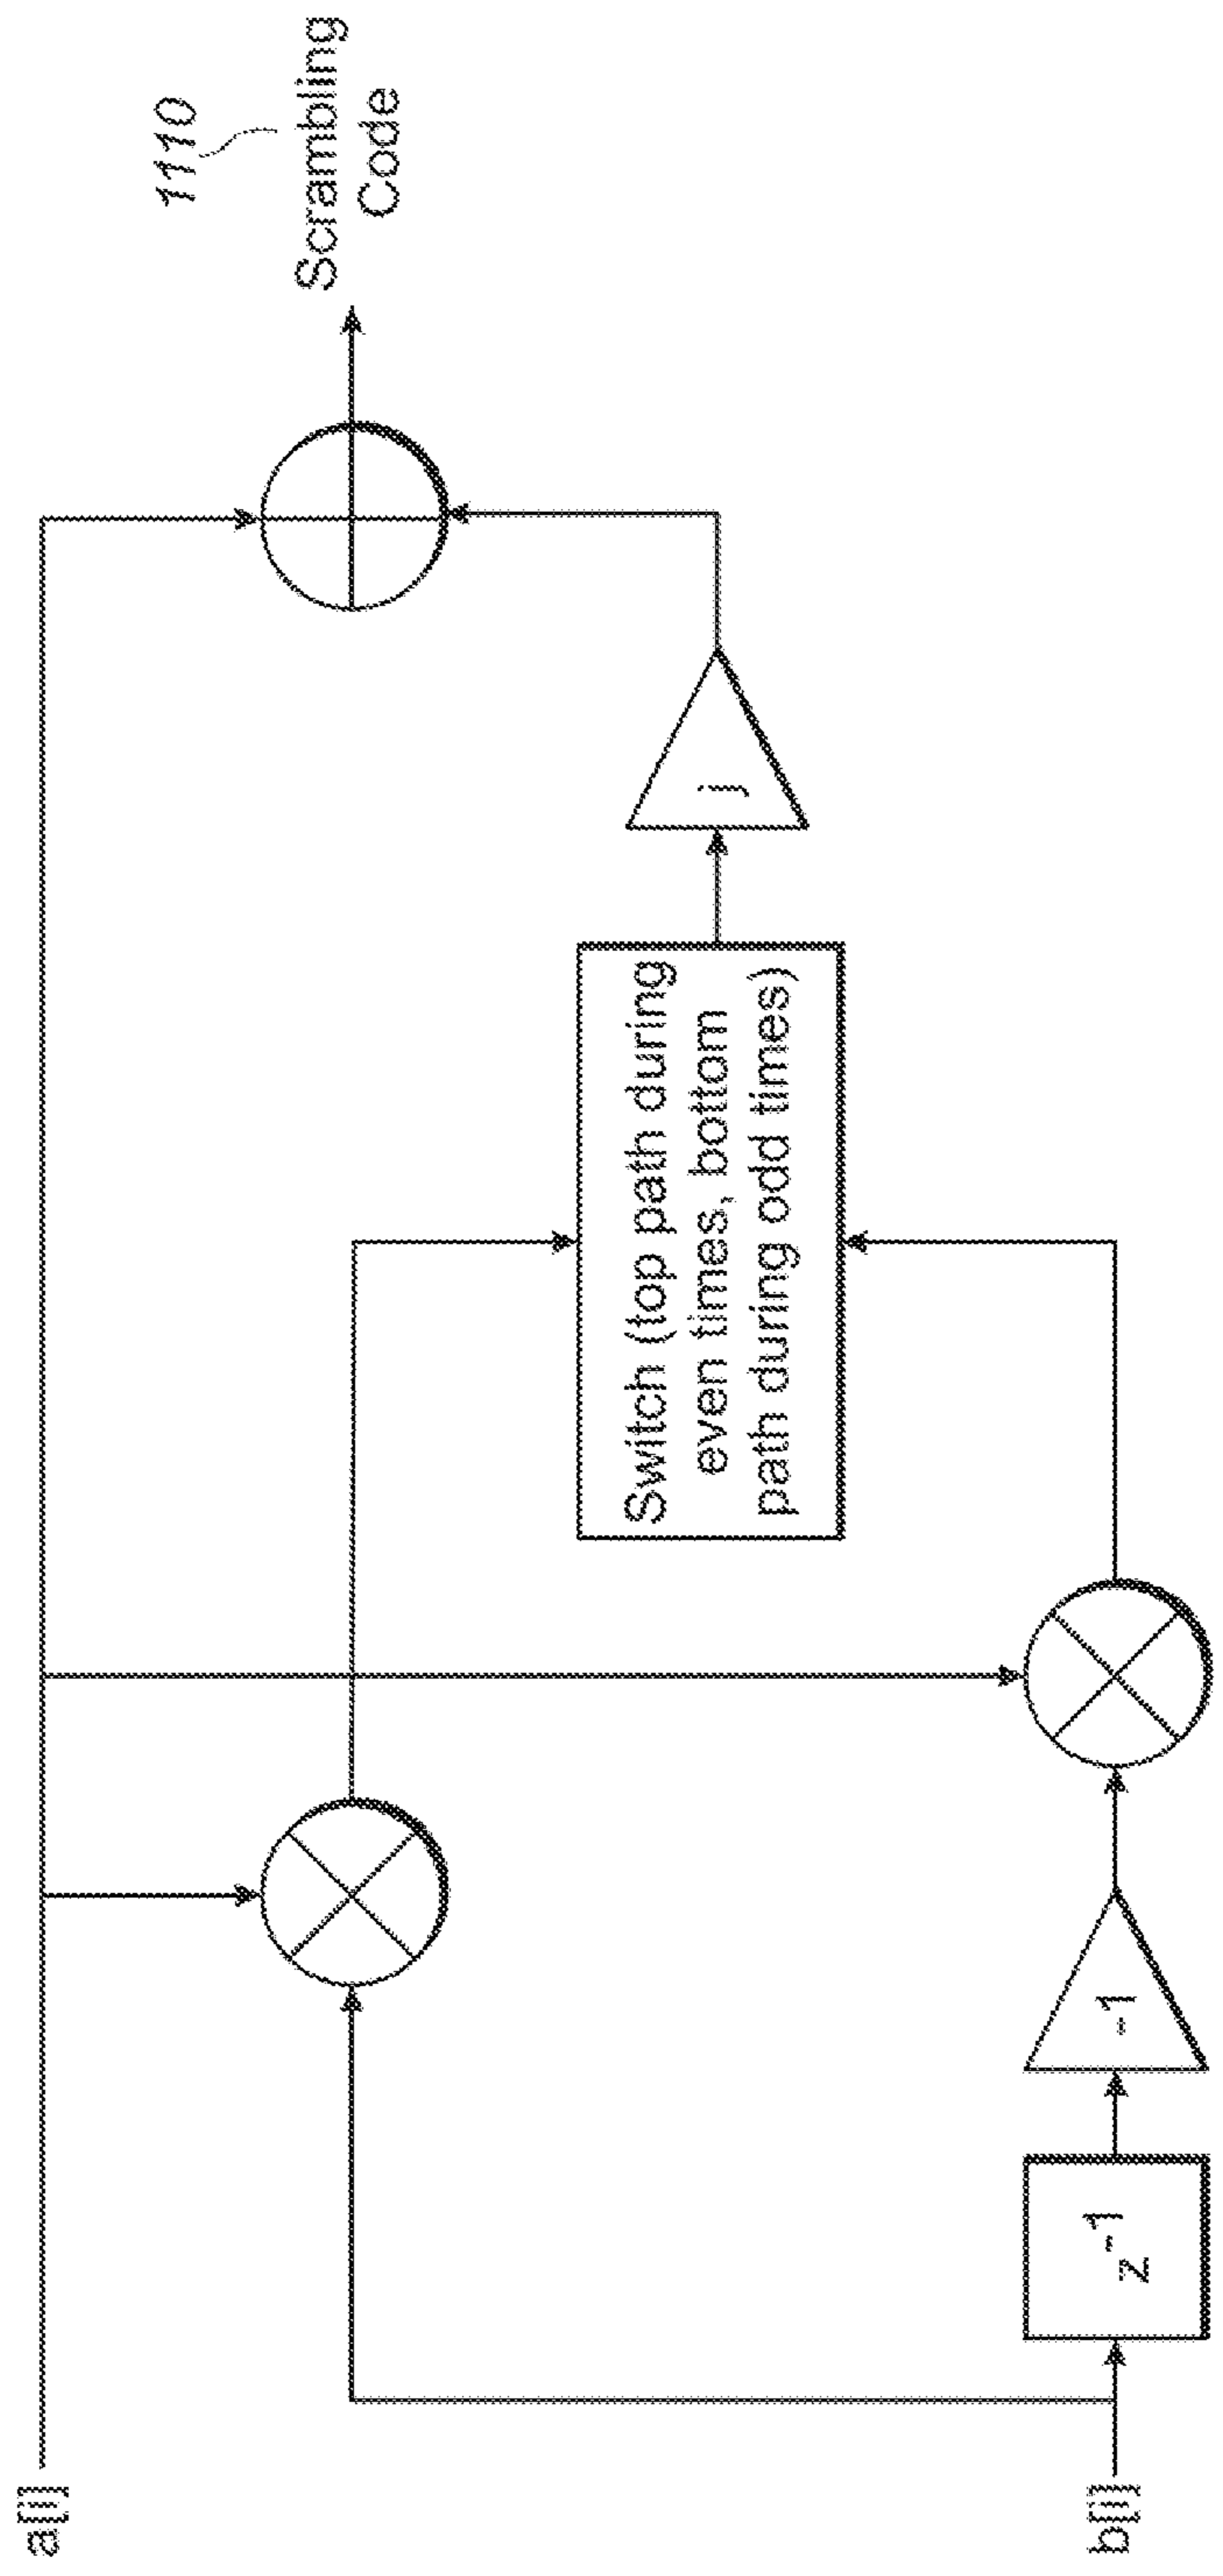 a[i]
b[i]
z-1
-1
Switch (top path during
even times, bottom
path during odd times)
j
1110
Scrambling
Code